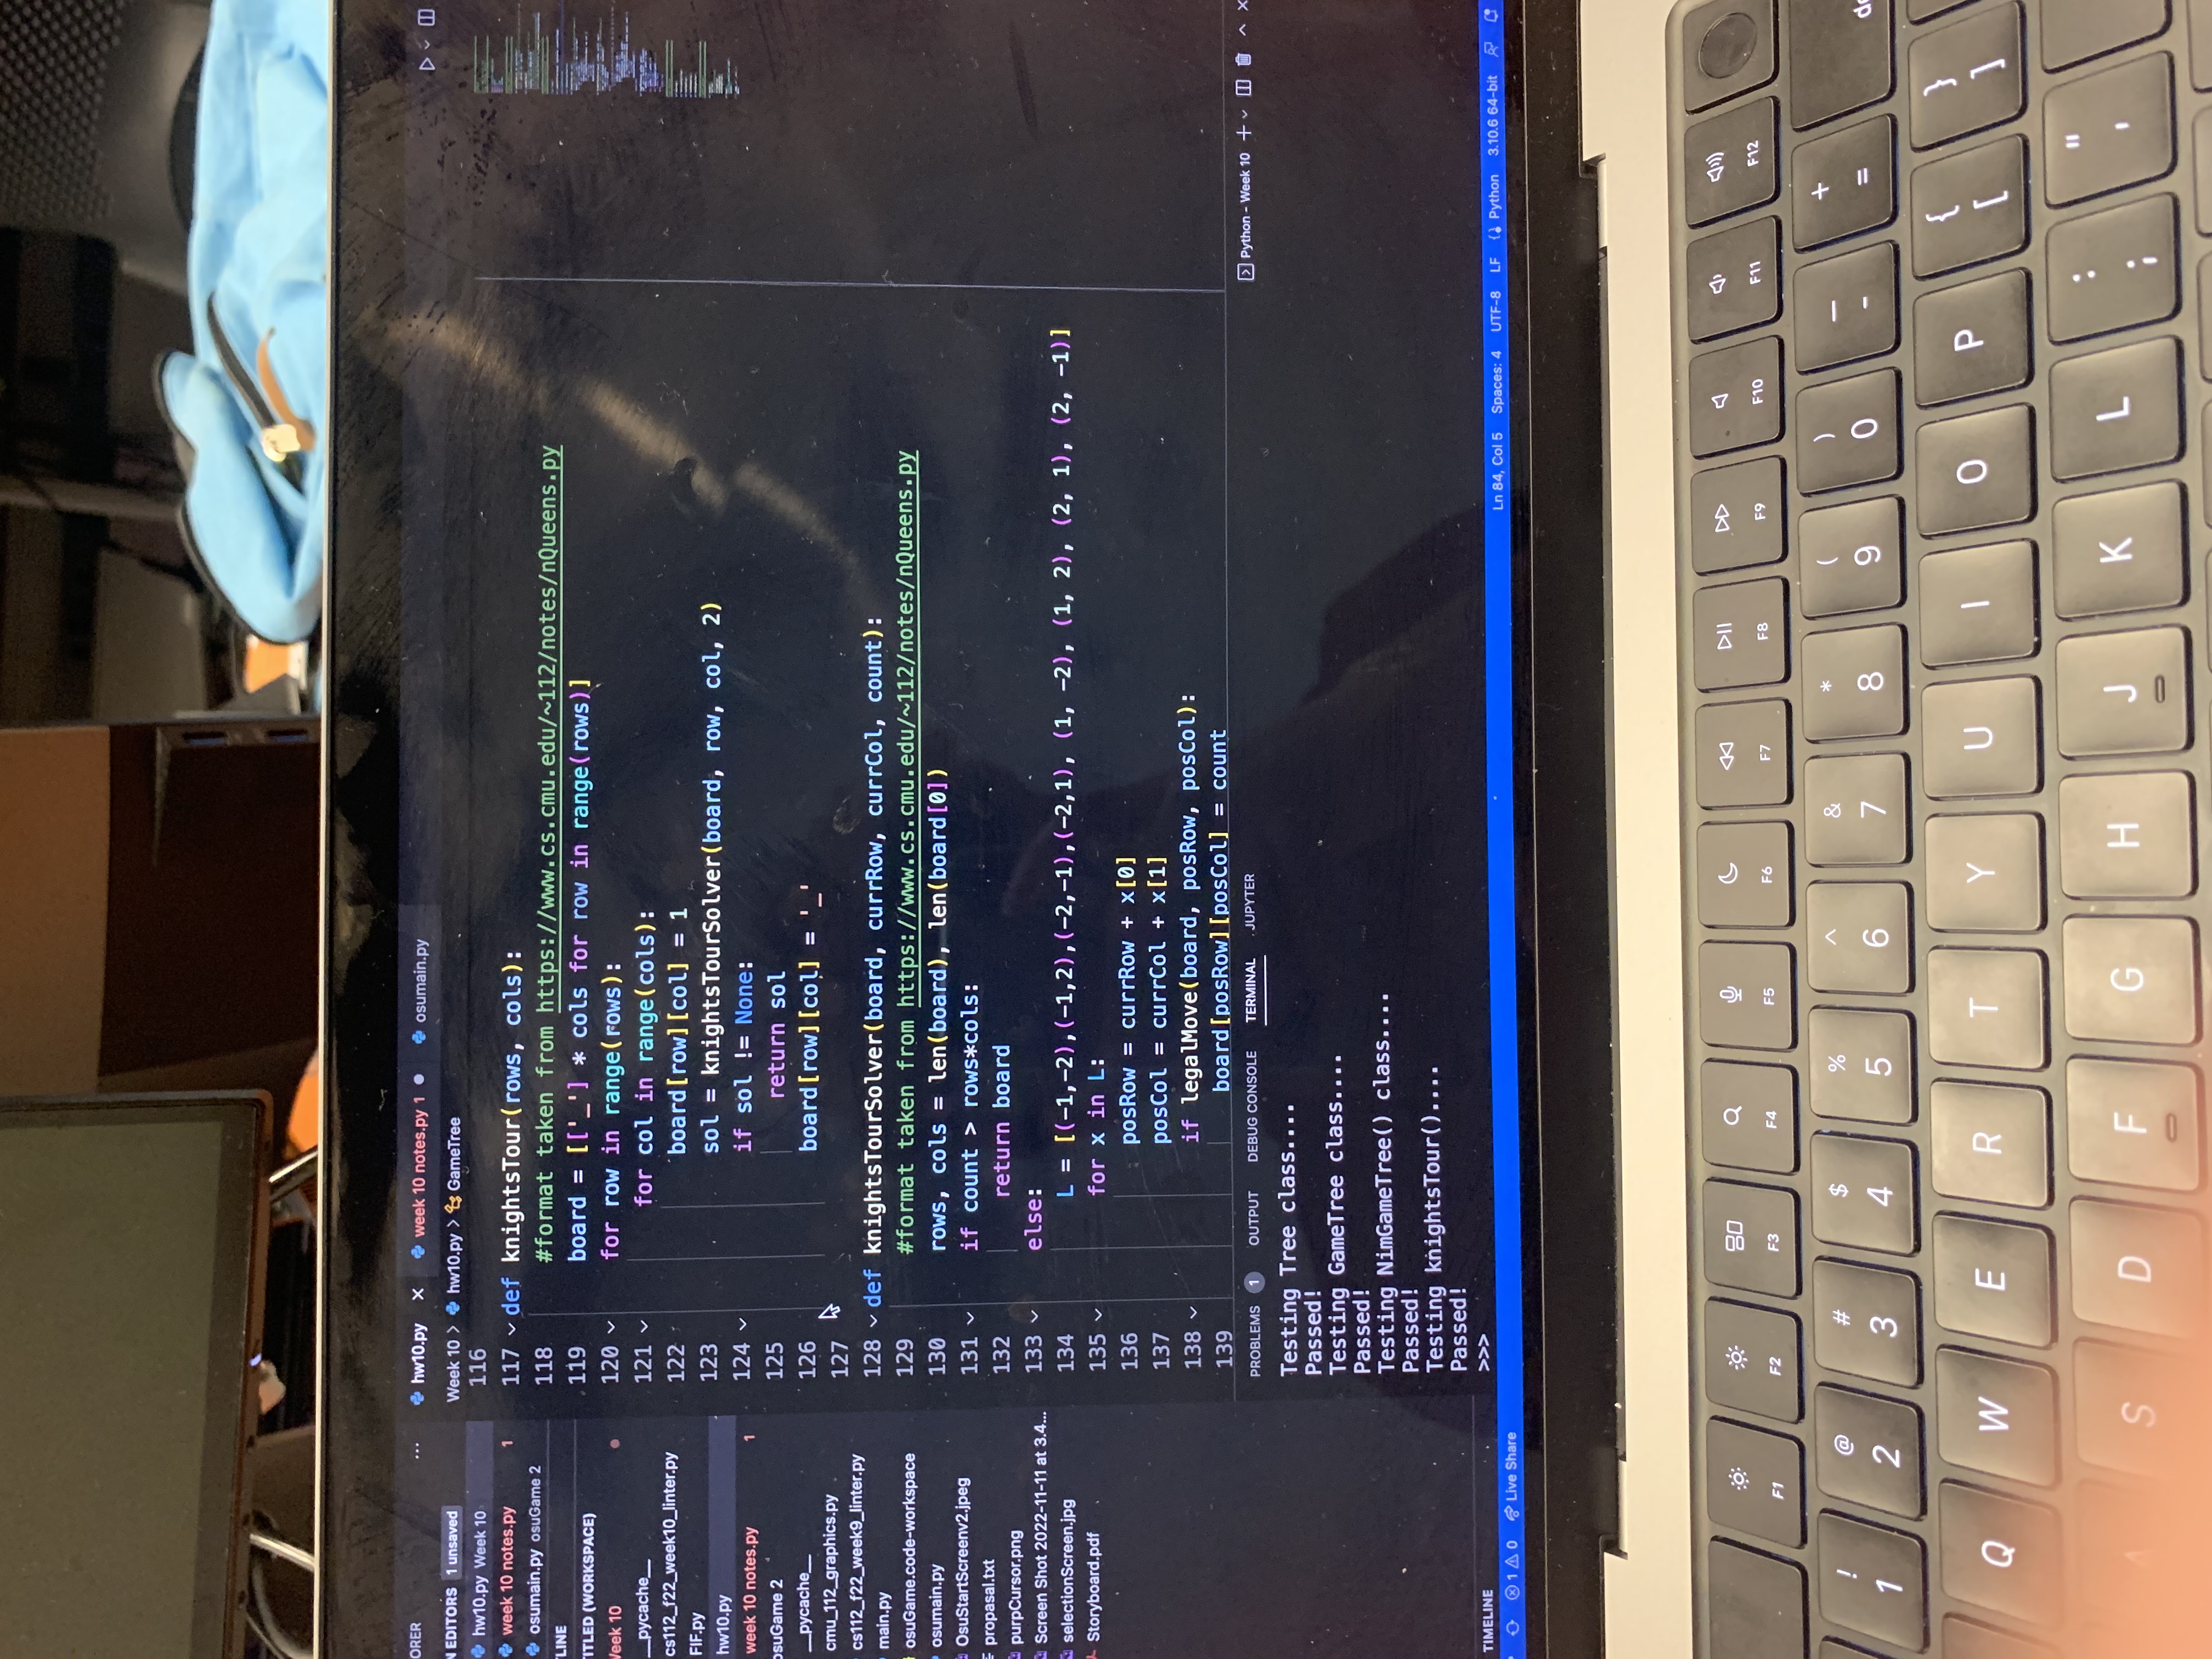 ORER
...
hw10.py
week 10 notes.py 1
osumain.py
N EDITORS 1 unsaved
hw10.py Week 10
week 10 notes.py 1
osumain.py osuGame 2
LINE
TITLED (WORKSPACE)
Week 10
__pycache__
cs112_f22_week10_linter.py
FIF.py
hw10.py
week 10 notes.py 1
osuGame 2
__pycache__
cmu_112_graphics.py
cs112_f22_week9_linter.py
main.py
osuGame.code-workspace
osumain.py
OsuStartScreenv2.jpeg
propasal.txt
purpCursor.png
Screen Shot 2022-11-11 at 3.4...
selectionScreen.jpg
Storyboard.pdf
TIMELINE
Week 10 > hw10.py > GameTree
116
117 def knightsTour(rows, cols):
118 #format taken from https://www.cs.cmu.edu/~112/notes/nQueens.py
119 board = [['_'] * cols for row in range(rows)]
120 for row in range(rows):
121 for col in range(cols):
122 board[row][col] = 1
123 sol = knightsTourSolver(board, row, col, 2)
124 if sol != None:
125 return sol
126 board[row][col] = '_'
127
128 def knightsTourSolver(board, currRow, currCol, count):
129 #format taken from https://www.cs.cmu.edu/~112/notes/nQueens.py
130 rows, cols = len(board), len(board[0])
131 if count > rows*cols:
132 return board
133 else:
134 L = [(-1,-2),(-1,2),(-2,-1),(-2,1), (1, -2), (1, 2), (2, 1), (2, -1)]
135 for x in L:
136 posRow = currRow + x[0]
137 posCol = currCol + x[1]
138 if legalMove(board, posRow, posCol):
139 board[posRow][posCol] = count
PROBLEMS 1 OUTPUT DEBUG CONSOLE TERMINAL JUPYTER
Python - Week 10
Testing Tree class....
Passed!
Testing GameTree class....
Passed!
Testing NimGameTree() class....
Passed!
Testing knightsTour()....
Passed!
>>>
1 0 Live Share
Ln 84, Col 5 Spaces: 4 UTF-8 LF Python 3.10.6 64-bit
F1 F2 F3 F4 F5 F6 F7 F8 F9 F10 F11 F12
! @ # $ % ^ & * ( ) _ +
1 2 3 4 5 6 7 8 9 0 - =
Q W E R T Y U I O P { }
[ ]
A S D F G H J K L : "
; '